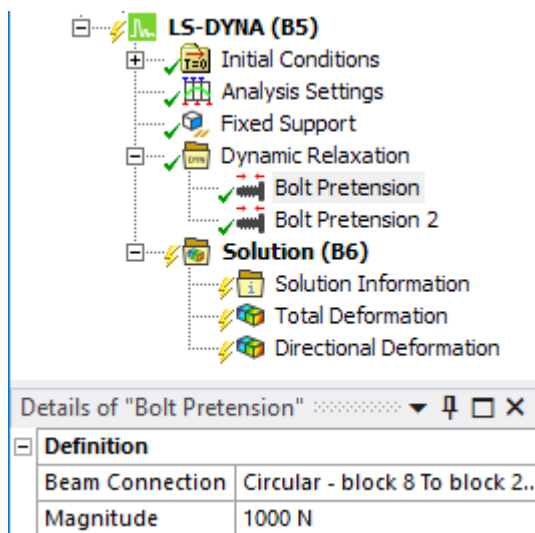 LS-DYNA (B5)
T=0 Initial Conditions
Analysis Settings
Fixed Support
DYN Dynamic Relaxation
Bolt Pretension
Bolt Pretension 2
Solution (B6)
i Solution Information
Total Deformation
Directional Deformation
Details of "Bolt Pretension"
Definition
Beam Connection Circular - block 8 To block 2..
Magnitude 1000 N